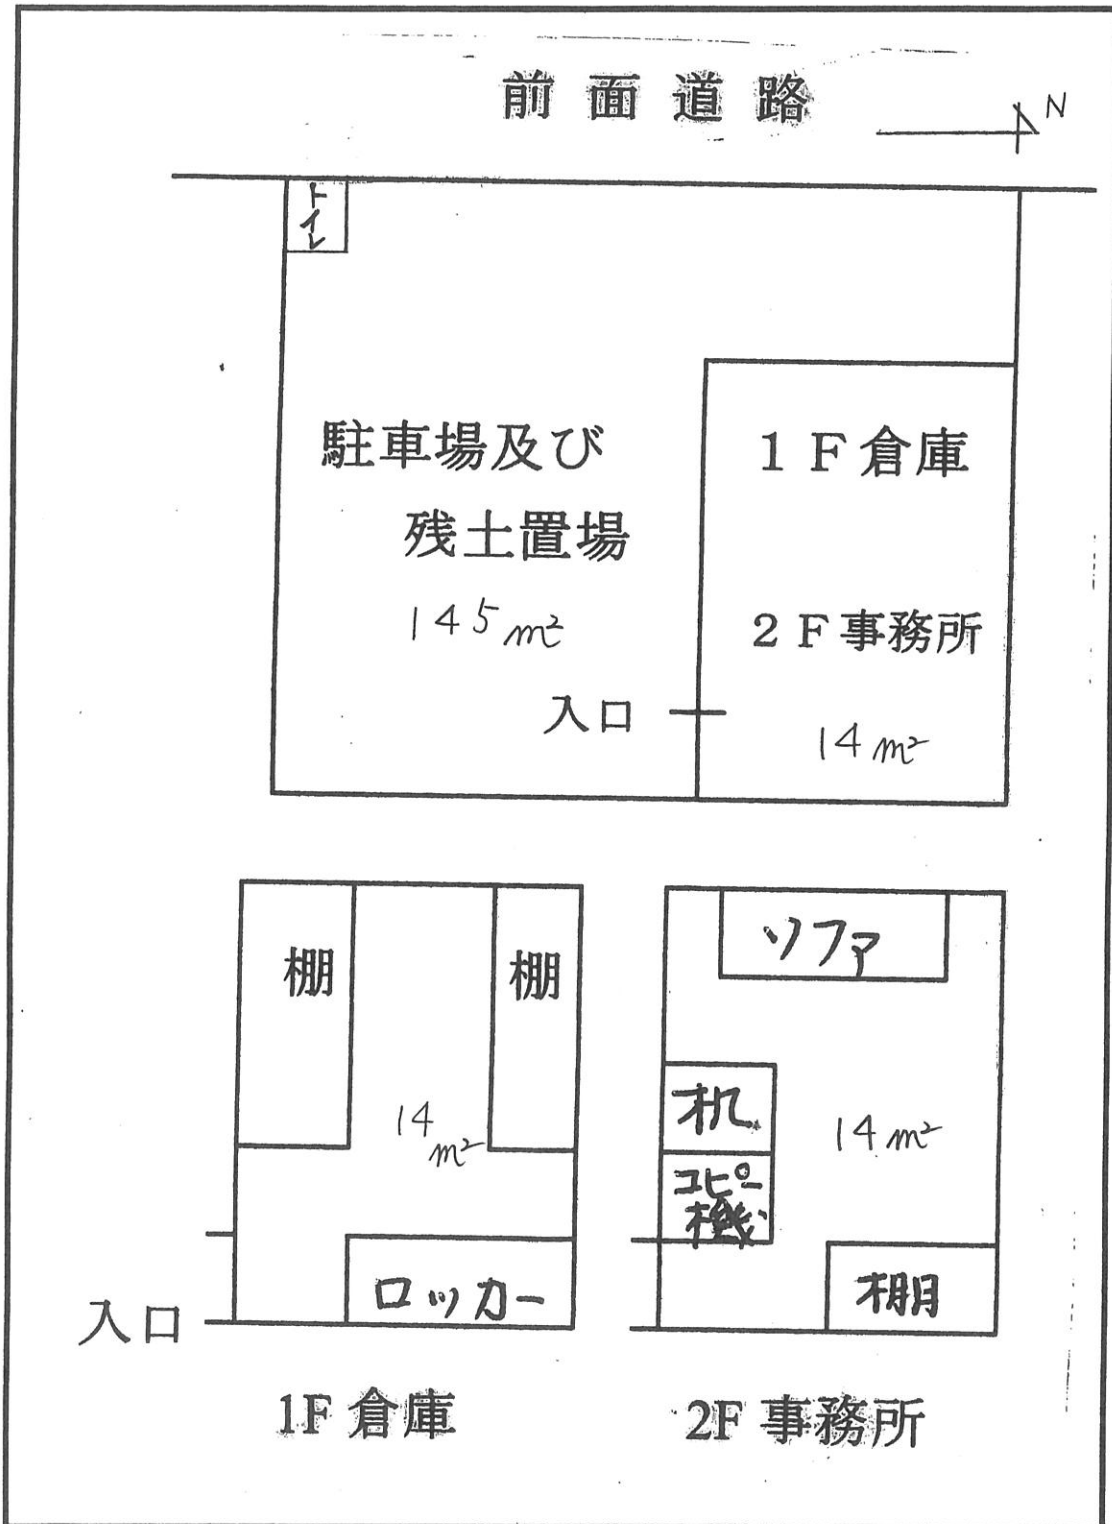 前面道路
N
トイレ
駐車場及び
残土置場
145m²
1F倉庫
2F事務所
入口
14m²
棚
棚
14
m²
ロッカー
入口
1F倉庫
ソファ
机
コピー
機
14m²
棚
2F事務所